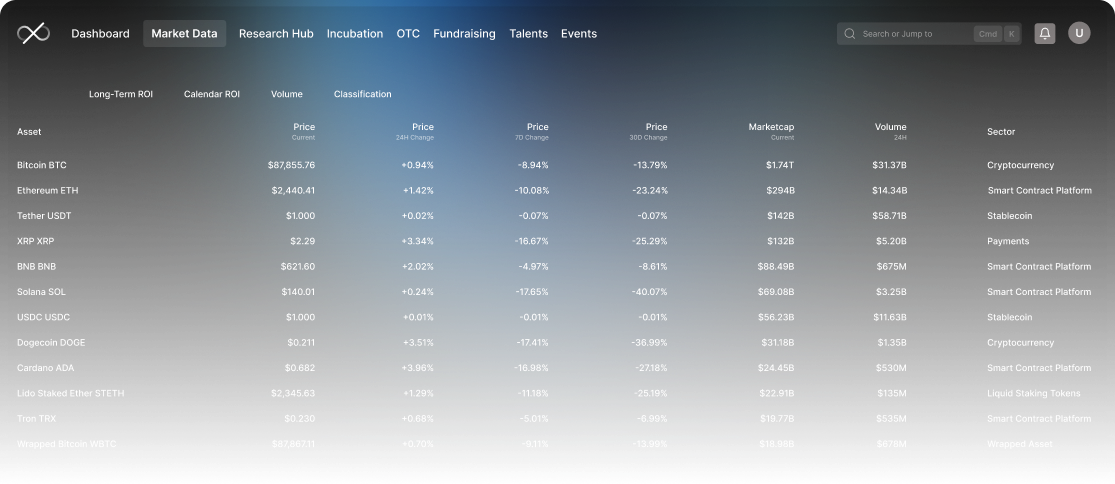 Dashboard Market Data Research Hub Incubation OTC Fundraising Talents Events Search or Jump to Cmd K U
Long-Term ROI Calendar ROI Volume Classification
Asset Price Current Price 24H Change Price 7D Change Price 30D Change Marketcap Current Volume 24H Sector
Bitcoin BTC $87,855.76 +0.94% -8.94% -13.79% $1.74T $31.37B Cryptocurrency
Ethereum ETH $2,440.41 +1.42% -10.08% -23.24% $294B $14.34B Smart Contract Platform
Tether USDT $1.000 +0.02% -0.07% -0.07% $142B $58.71B Stablecoin
XRP XRP $2.29 +3.34% -16.67% -25.29% $132B $5.20B Payments
BNB BNB $621.60 +2.02% -4.97% -8.61% $88.49B $675M Smart Contract Platform
Solana SOL $140.01 +0.24% -17.65% -40.07% $69.08B $3.25B Smart Contract Platform
USDC USDC $1.000 +0.01% -0.01% -0.01% $56.23B $11.63B Stablecoin
Dogecoin DOGE $0.211 +3.51% -17.41% -36.99% $31.18B $1.35B Cryptocurrency
Cardano ADA $0.682 +3.96% -16.98% -27.18% $24.45B $530M Smart Contract Platform
Lido Staked Ether STETH $2,345.63 +1.29% -11.18% -25.19% $22.91B $135M Liquid Staking Tokens
Tron TRX $0.230 +0.68% -5.01% -8.99% $19.77B $535M Smart Contract Platform
Wrapped Bitcoin WBTC +0.70% -9.11% -13.99% Wrapped Asset